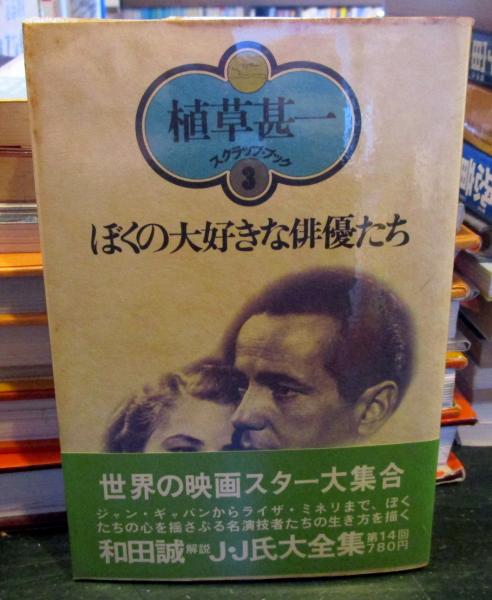 植草甚一
スクラップ・ブック
3
ぼくの大好きな俳優たち
世界の映画スター大集合
ジャン・ギャバンからライザ・ミネリまで、ぼく
たちの心を揺さぶる名演技者たちの生き方を描く
和田誠 解説 J・J氏大全集 第14回
780円